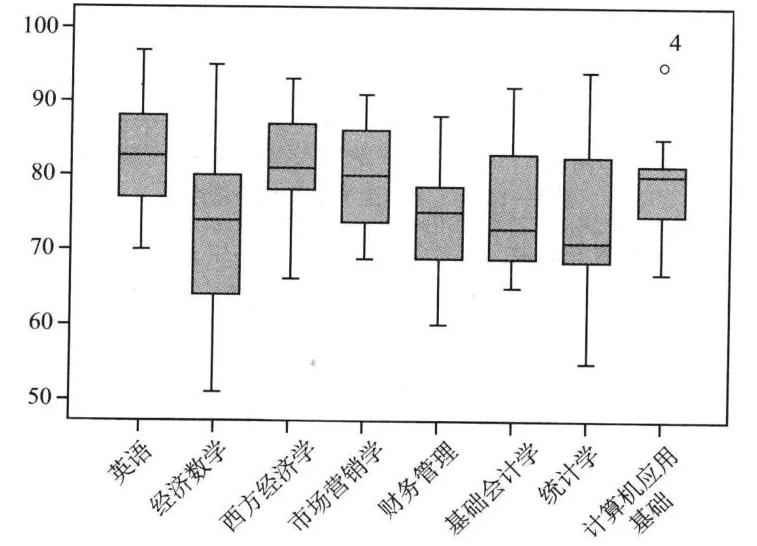 100
4
90
80
70
60
50
英语
经济数学
西方经济学
市场营销学
财务管理
基础会计学
统计学
计算机应用
基础